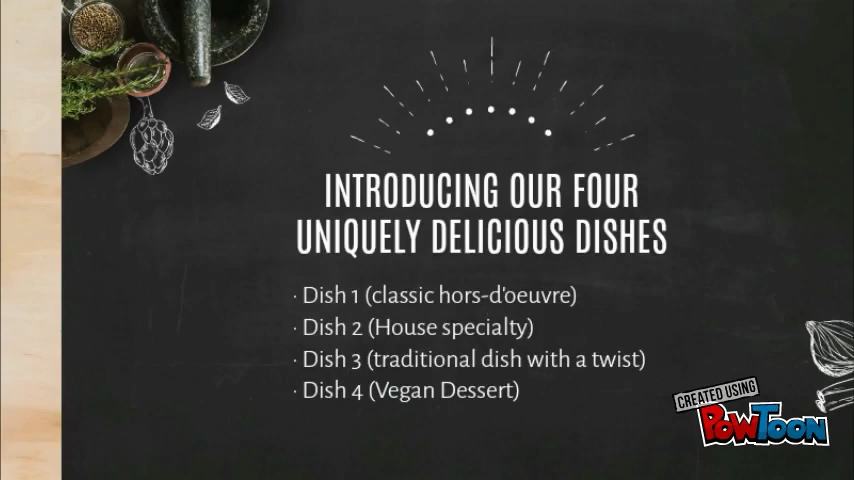 INTRODUCING OUR FOUR
UNIQUELY DELICIOUS DISHES
· Dish 1 (classic hors-d'oeuvre)
· Dish 2 (House specialty)
· Dish 3 (traditional dish with a twist)
· Dish 4 (Vegan Dessert)
CREATED USING
POWTOON